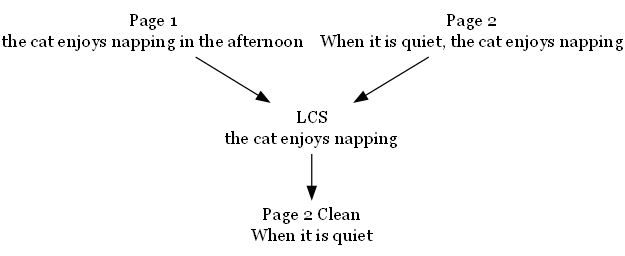 Page 1
the cat enjoys napping in the afternoon
Page 2
When it is quiet, the cat enjoys napping
LCS
the cat enjoys napping
Page 2 Clean
When it is quiet